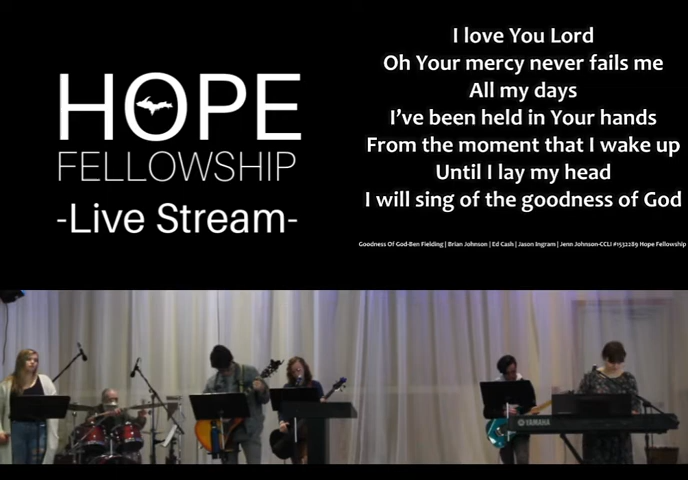 HOPE
FELLOWSHIP
-Live Stream-
I love You Lord
Oh Your mercy never fails me
All my days
I've been held in Your hands
From the moment that I wake up
Until I lay my head
I will sing of the goodness of God
Goodness Of God-Ben Fielding | Brian Johnson | Ed Cash | Jason Ingram | Jenn Johnson-CCLI #1532289 Hope Fellowship
YAMAHA